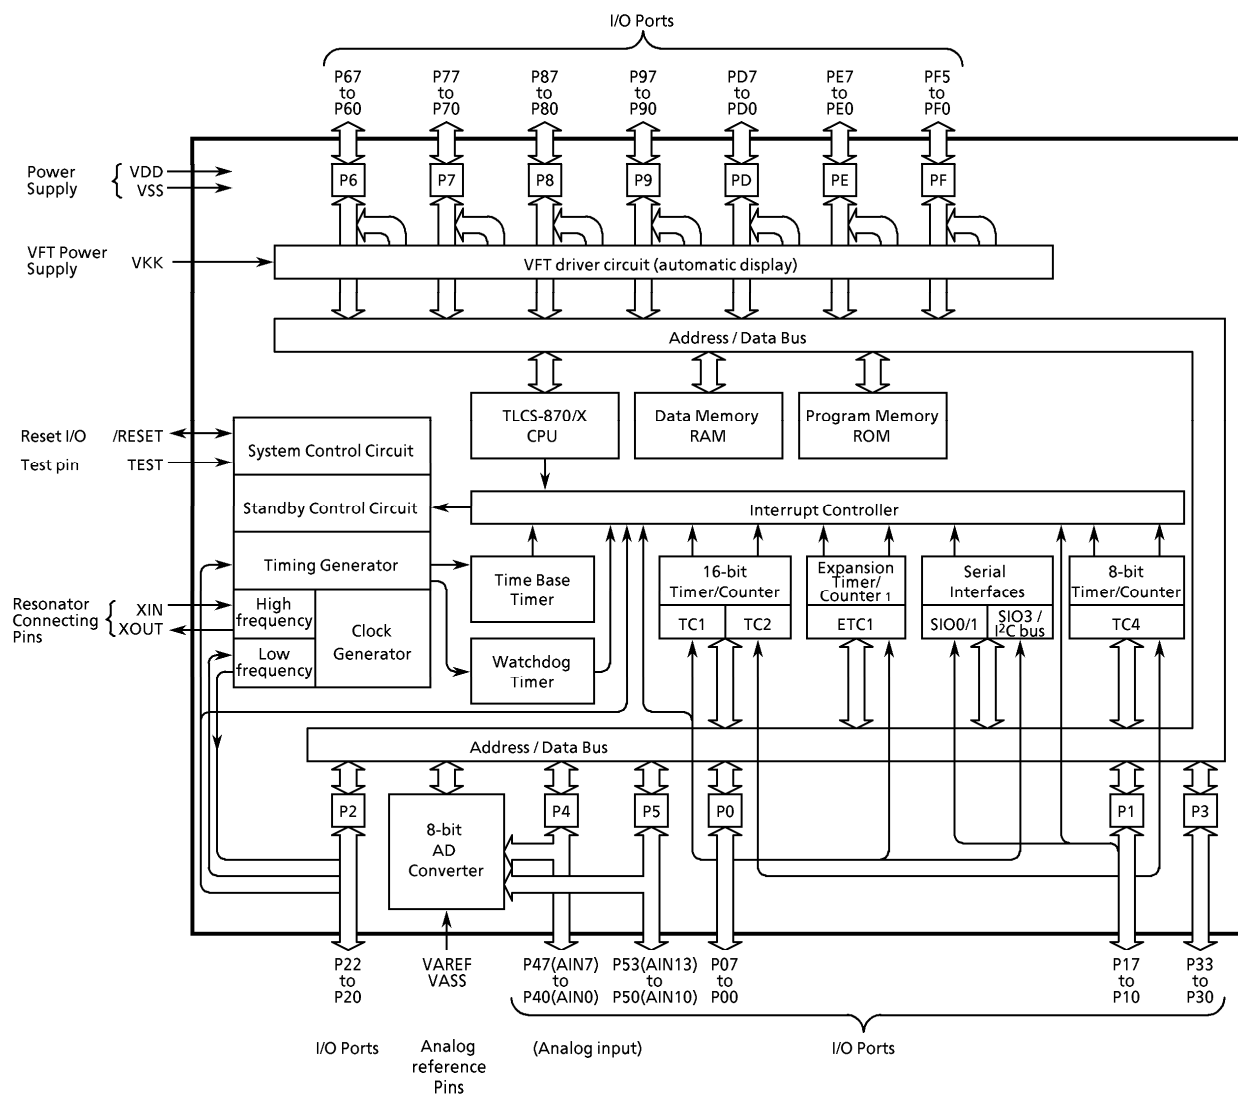 I/O Ports
P67 P77 P87 P97 PD7 PE7 PF5
to to to to to to to
P60 P70 P80 P90 PD0 PE0 PF0
Power
Supply
VDD
VSS
P6 P7 P8 P9 PD PE PF
VFT Power
Supply
VKK
VFT driver circuit (automatic display)
Address / Data Bus
TLCS-870/X
CPU
Data Memory
RAM
Program Memory
ROM
Reset I/O /RESET
Test pin TEST
System Control Circuit
Standby Control Circuit
Interrupt Controller
Timing Generator
Time Base
Timer
16-bit
Timer/Counter
TC1 TC2
Expansion
Timer/
Counter 1
ETC1
Serial
Interfaces
SIO0/1
SIO3 /
I2C bus
8-bit
Timer/Counter
TC4
Resonator
Connecting
Pins
XIN
XOUT
High
frequency
Low
frequency
Clock
Generator
Watchdog
Timer
Address / Data Bus
P2 P4 P5 P0 P1 P3
8-bit
AD
Converter
P22
to
P20
VAREF
VASS
P47(AIN7)
to
P40(AIN0)
P53(AIN13)
to
P50(AIN10)
P07
to
P00
P17
to
P10
P33
to
P30
I/O Ports
Analog
reference
Pins
(Analog input)
I/O Ports